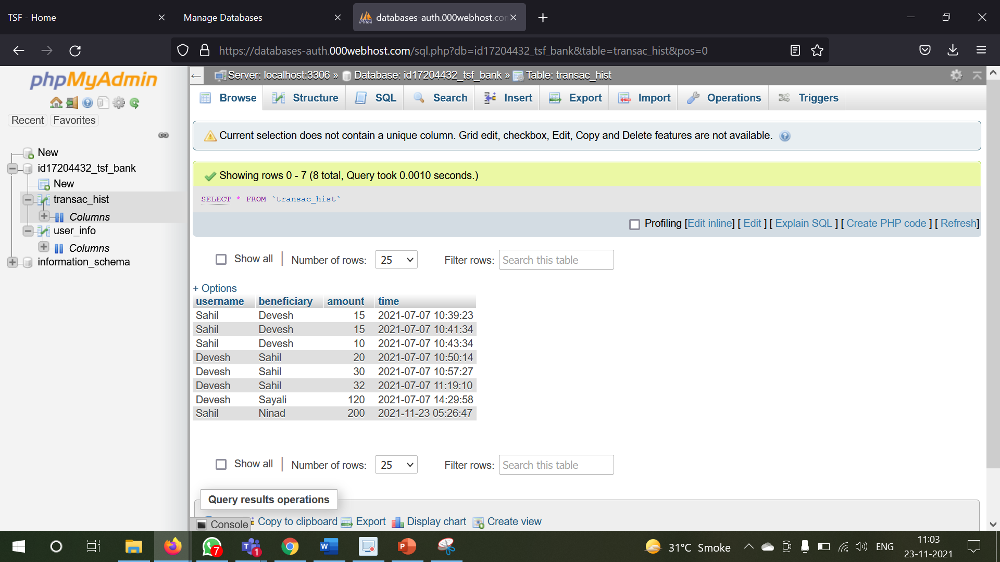 TSF - Home
Manage Databases
databases-auth.000webhost.co
https://databases-auth.000webhost.com/sql.php?db=id17204432_tsf_bank&table=transac_hist&pos=0
phpMyAdmin
Recent
Favorites
New
id17204432_tsf_bank
New
transac_hist
Columns
user_info
Columns
information_schema
Server: localhost:3306 » Database: id17204432_tsf_bank » Table: transac_hist
Browse Structure SQL Search Insert Export Import Operations Triggers
Current selection does not contain a unique column. Grid edit, checkbox, Edit, Copy and Delete features are not available.
Showing rows 0 - 7 (8 total, Query took 0.0010 seconds.)
SELECT * FROM `transac_hist`
Profiling [Edit inline] [ Edit ] [ Explain SQL ] [ Create PHP code ] [ Refresh]
Show all | Number of rows: 25 Filter rows: Search this table
+ Options
username beneficiary amount time
Sahil Devesh 15 2021-07-07 10:39:23
Sahil Devesh 15 2021-07-07 10:41:34
Sahil Devesh 10 2021-07-07 10:43:34
Devesh Sahil 20 2021-07-07 10:50:14
Devesh Sahil 30 2021-07-07 10:57:27
Devesh Sahil 32 2021-07-07 11:19:10
Devesh Sayali 120 2021-07-07 14:29:58
Sahil Ninad 200 2021-11-23 05:26:47
Show all | Number of rows: 25 Filter rows: Search this table
Query results operations
Console Copy to clipboard Export Display chart Create view
7
1
31°C Smoke
ENG
11:03
23-11-2021